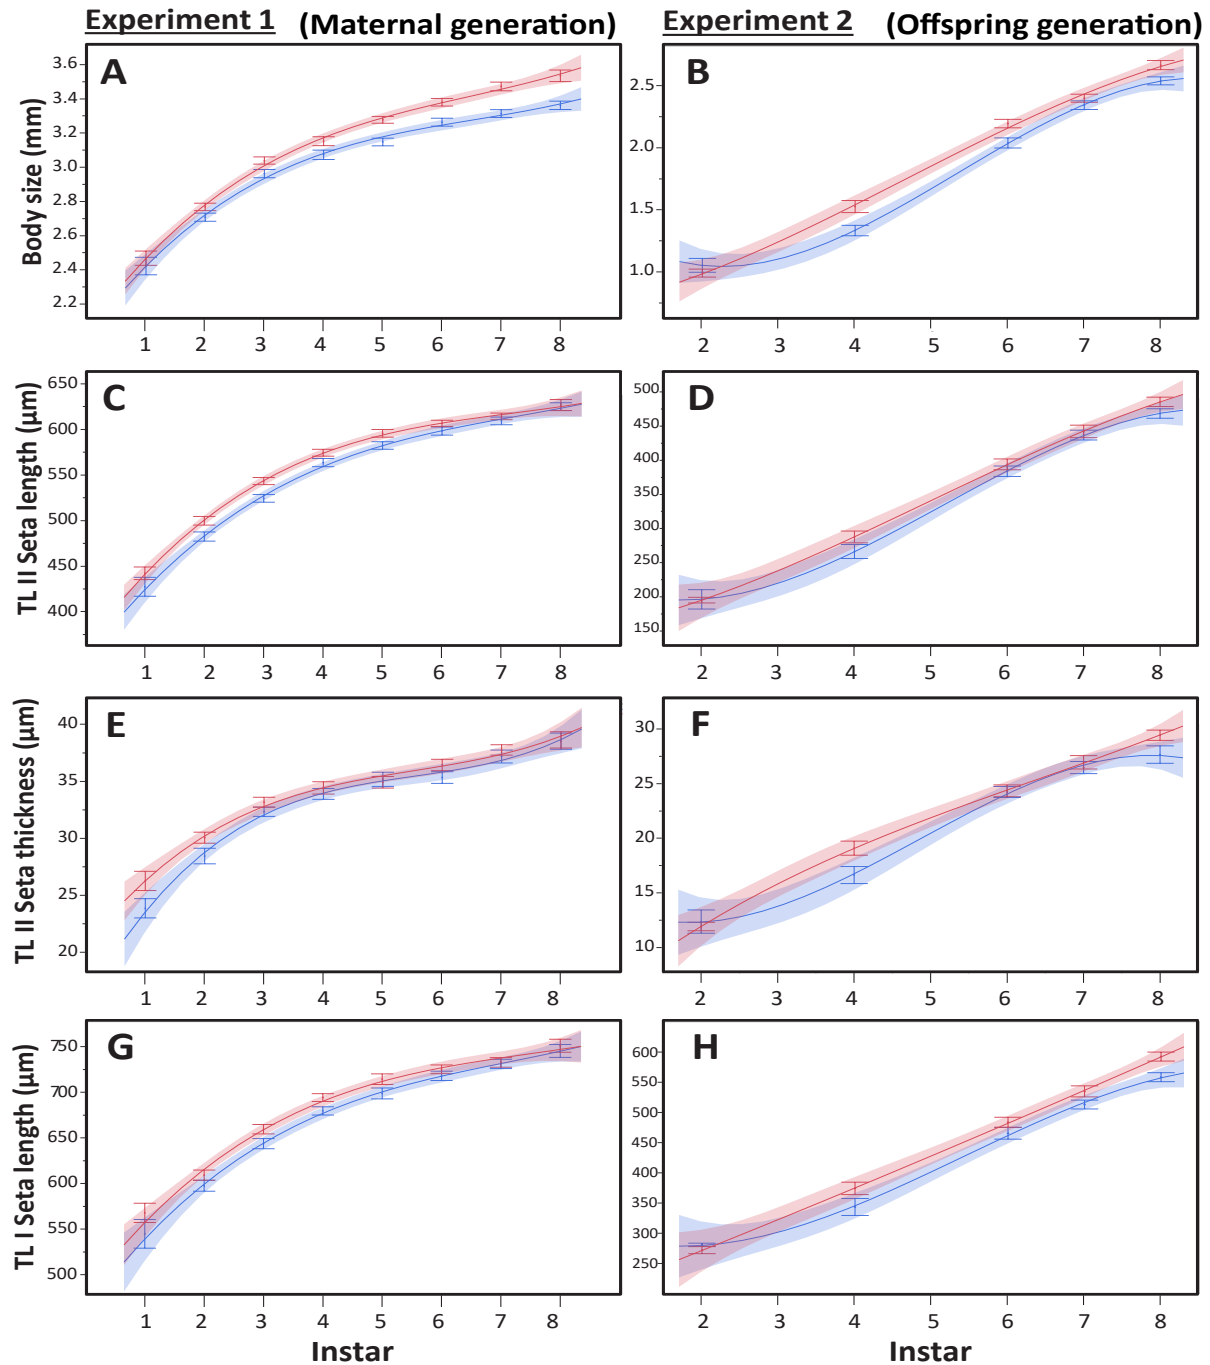 Experiment 1 (Maternal generation) Experiment 2 (Offspring generation)
A
Body size (mm)
3.6
3.4
3.2
3.0
2.8
2.6
2.4
2.2
1 2 3 4 5 6 7 8
B
2.5
2.0
1.5
1.0
2 3 4 5 6 7 8
C
TL II Seta length (µm)
650
600
550
500
450
400
1 2 3 4 5 6 7 8
D
500
450
400
350
300
250
200
150
2 3 4 5 6 7 8
E
TL II Seta thickness (µm)
40
35
30
25
20
1 2 3 4 5 6 7 8
F
30
25
20
15
10
2 3 4 5 6 7 8
G
TL I Seta length (µm)
750
700
650
600
550
500
1 2 3 4 5 6 7 8
Instar
H
600
550
500
450
400
350
300
250
2 3 4 5 6 7 8
Instar